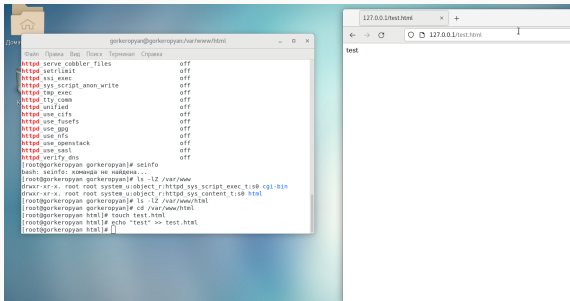 gorkeropyan@gorkeropyan:/var/www/html
Файл Правка Вид Поиск Терминал Справка
httpd_serve_cobbler_files off
httpd_setrlimit off
httpd_ssi_exec off
httpd_sys_script_anon_write off
httpd_tmp_exec off
httpd_tty_comm off
httpd_unified off
httpd_use_cifs off
httpd_use_fusefs off
httpd_use_gpg off
httpd_use_nfs off
httpd_use_openstack off
httpd_use_sasl off
httpd_verify_dns off
[root@gorkeropyan gorkeropyan]# seinfo
bash: seinfo: команда не найдена...
[root@gorkeropyan gorkeropyan]# ls -lZ /var/www
drwxr-xr-x. root root system_u:object_r:httpd_sys_script_exec_t:s0 cgi-bin
drwxr-xr-x. root root system_u:object_r:httpd_sys_content_t:s0 html
[root@gorkeropyan gorkeropyan]# ls -lZ /var/www/html
[root@gorkeropyan gorkeropyan]# cd /var/www/html
[root@gorkeropyan html]# touch test.html
[root@gorkeropyan html]# echo "test" >> test.html
[root@gorkeropyan html]#
127.0.0.1/test.html
127.0.0.1/test.html
test